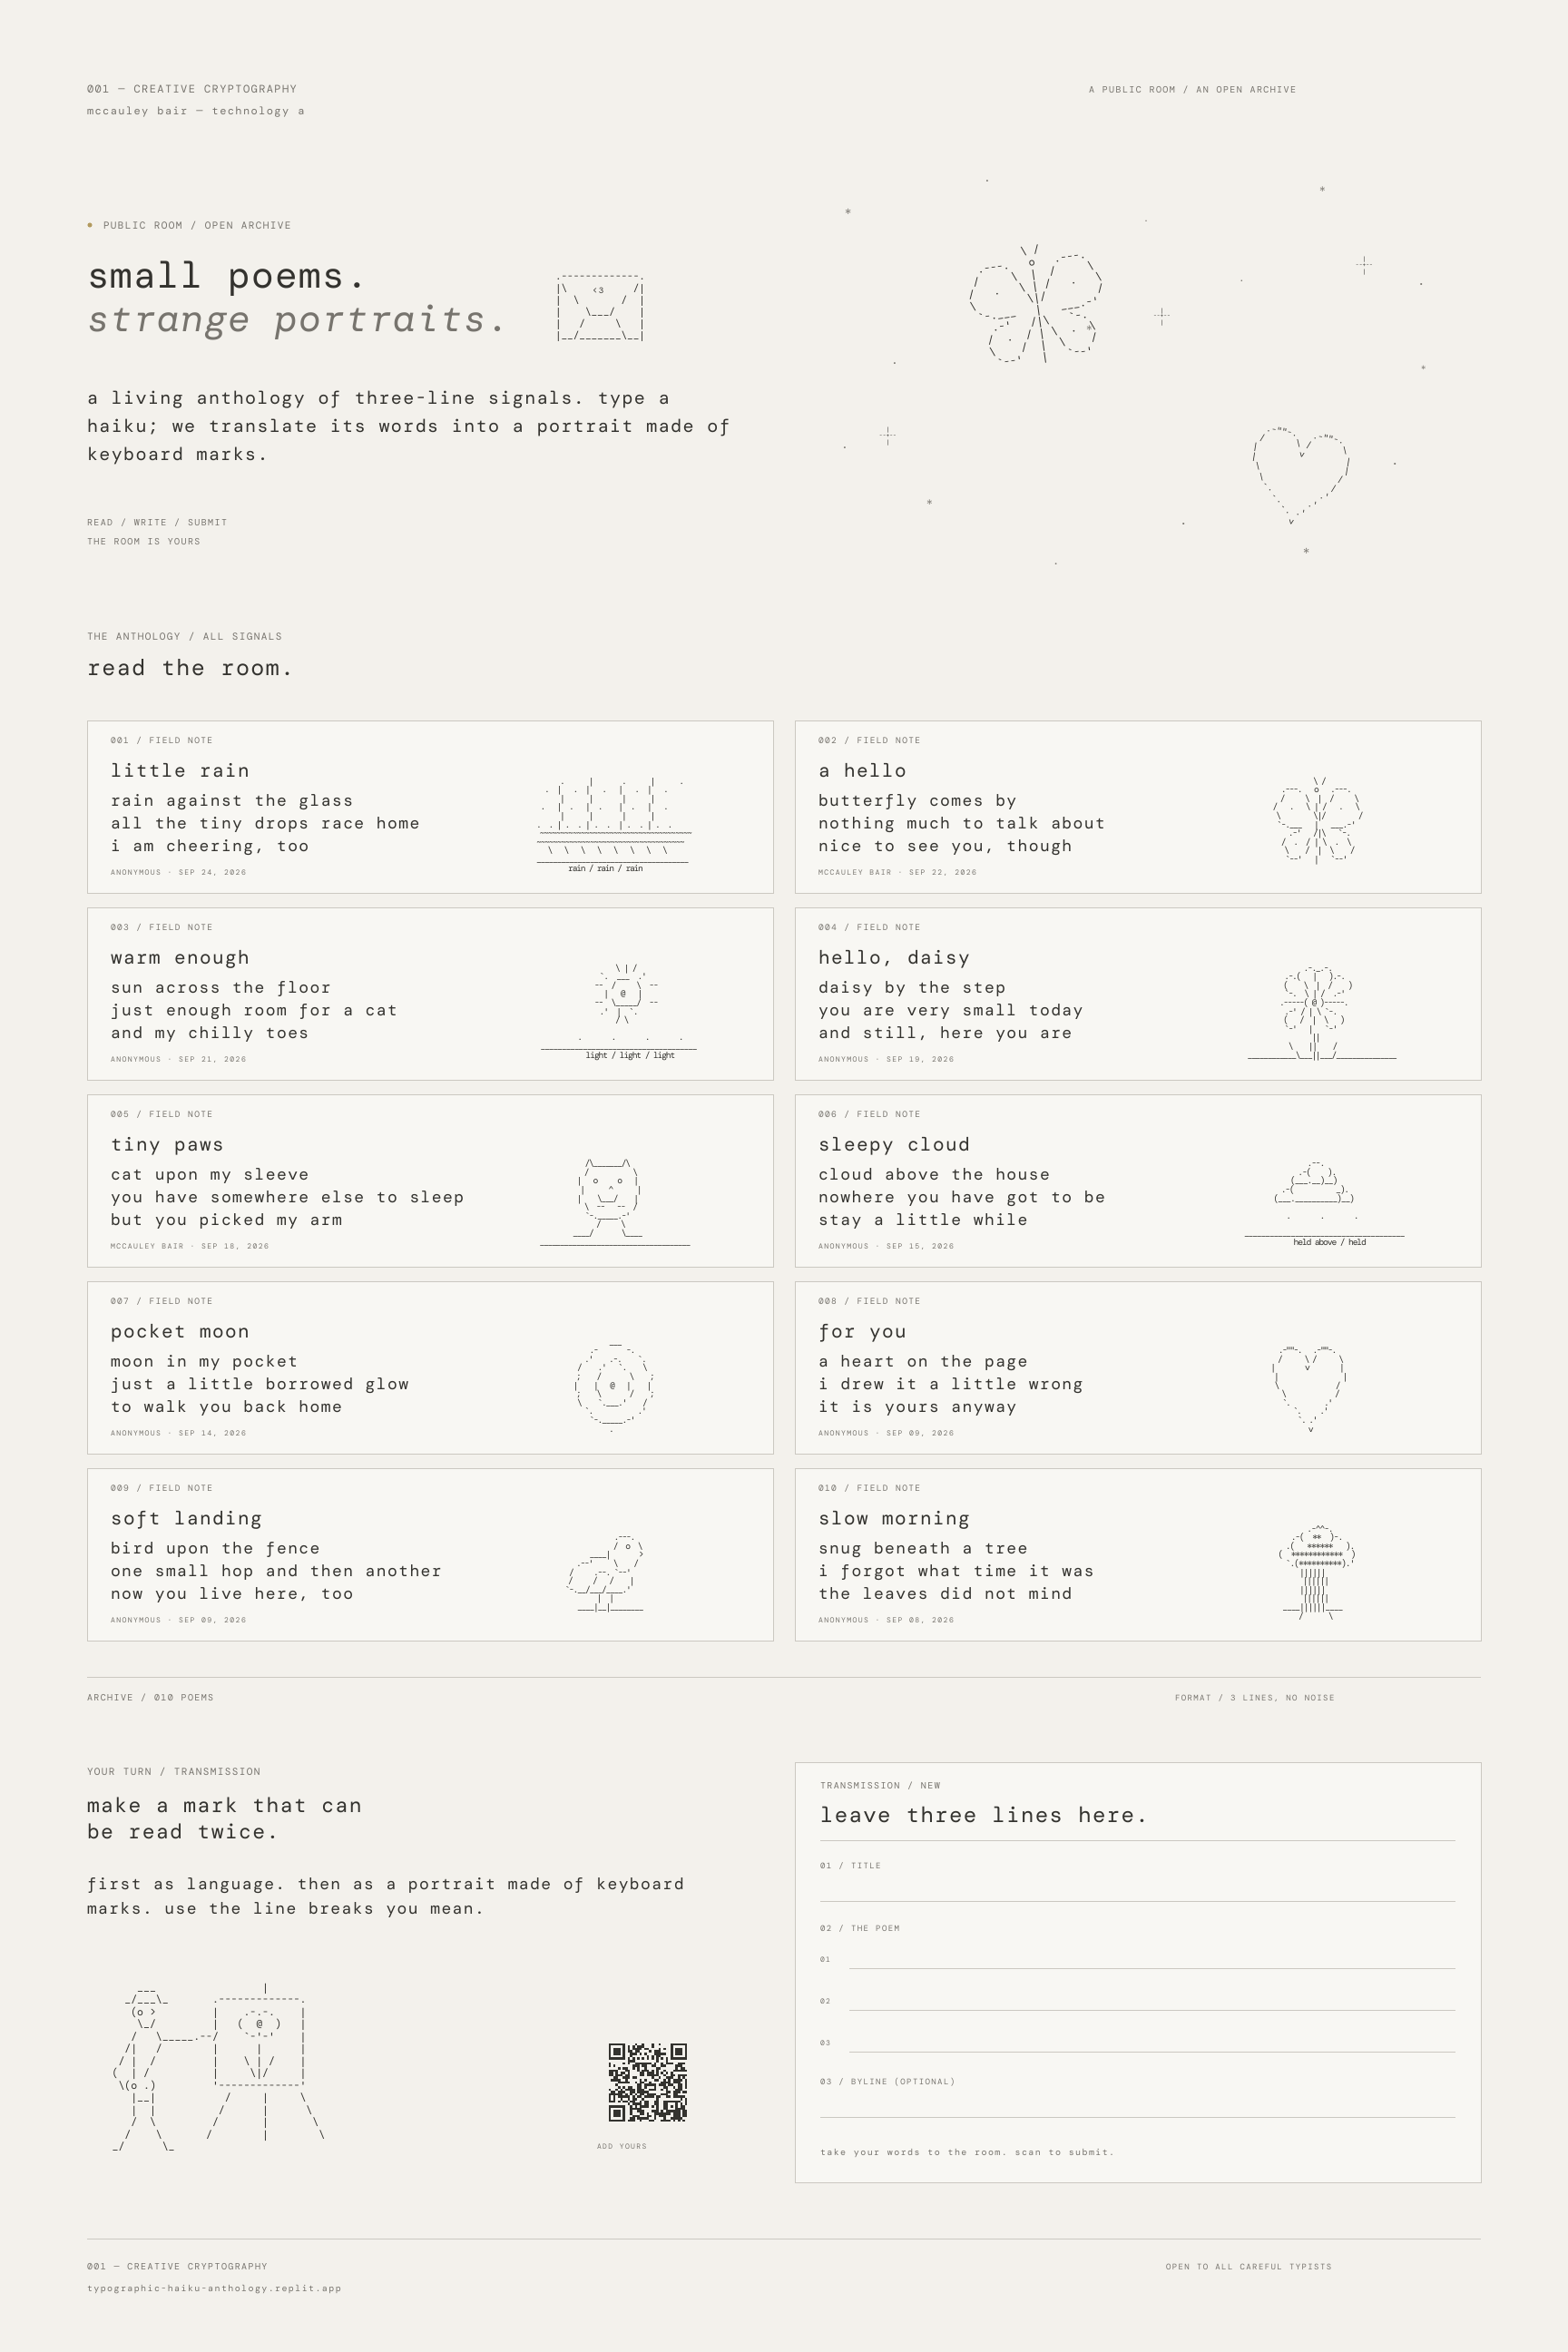 001 — CREATIVE CRYPTOGRAPHY
mccauley bair — technology a
A PUBLIC ROOM / AN OPEN ARCHIVE
PUBLIC ROOM / OPEN ARCHIVE
small poems.
strange portraits.
a living anthology of three-line signals. type a
haiku; we translate its words into a portrait made of
keyboard marks.
READ / WRITE / SUBMIT
THE ROOM IS YOURS
THE ANTHOLOGY / ALL SIGNALS
read the room.
001 / FIELD NOTE
little rain
rain against the glass
all the tiny drops race home
i am cheering, too
ANONYMOUS · SEP 24, 2026
rain / rain / rain
002 / FIELD NOTE
a hello
butterfly comes by
nothing much to talk about
nice to see you, though
MCCAULEY BAIR · SEP 22, 2026
003 / FIELD NOTE
warm enough
sun across the floor
just enough room for a cat
and my chilly toes
ANONYMOUS · SEP 21, 2026
light / light / light
004 / FIELD NOTE
hello, daisy
daisy by the step
you are very small today
and still, here you are
ANONYMOUS · SEP 19, 2026
005 / FIELD NOTE
tiny paws
cat upon my sleeve
you have somewhere else to sleep
but you picked my arm
MCCAULEY BAIR · SEP 18, 2026
006 / FIELD NOTE
sleepy cloud
cloud above the house
nowhere you have got to be
stay a little while
ANONYMOUS · SEP 15, 2026
held above / held
007 / FIELD NOTE
pocket moon
moon in my pocket
just a little borrowed glow
to walk you back home
ANONYMOUS · SEP 14, 2026
008 / FIELD NOTE
for you
a heart on the page
i drew it a little wrong
it is yours anyway
ANONYMOUS · SEP 09, 2026
009 / FIELD NOTE
soft landing
bird upon the fence
one small hop and then another
now you live here, too
ANONYMOUS · SEP 09, 2026
010 / FIELD NOTE
slow morning
snug beneath a tree
i forgot what time it was
the leaves did not mind
ANONYMOUS · SEP 08, 2026
ARCHIVE / 010 POEMS
FORMAT / 3 LINES, NO NOISE
YOUR TURN / TRANSMISSION
make a mark that can
be read twice.
first as language. then as a portrait made of keyboard
marks. use the line breaks you mean.
ADD YOURS
TRANSMISSION / NEW
leave three lines here.
01 / TITLE
02 / THE POEM
01
02
03
03 / BYLINE (OPTIONAL)
take your words to the room. scan to submit.
001 — CREATIVE CRYPTOGRAPHY
typographic-haiku-anthology.replit.app
OPEN TO ALL CAREFUL TYPISTS